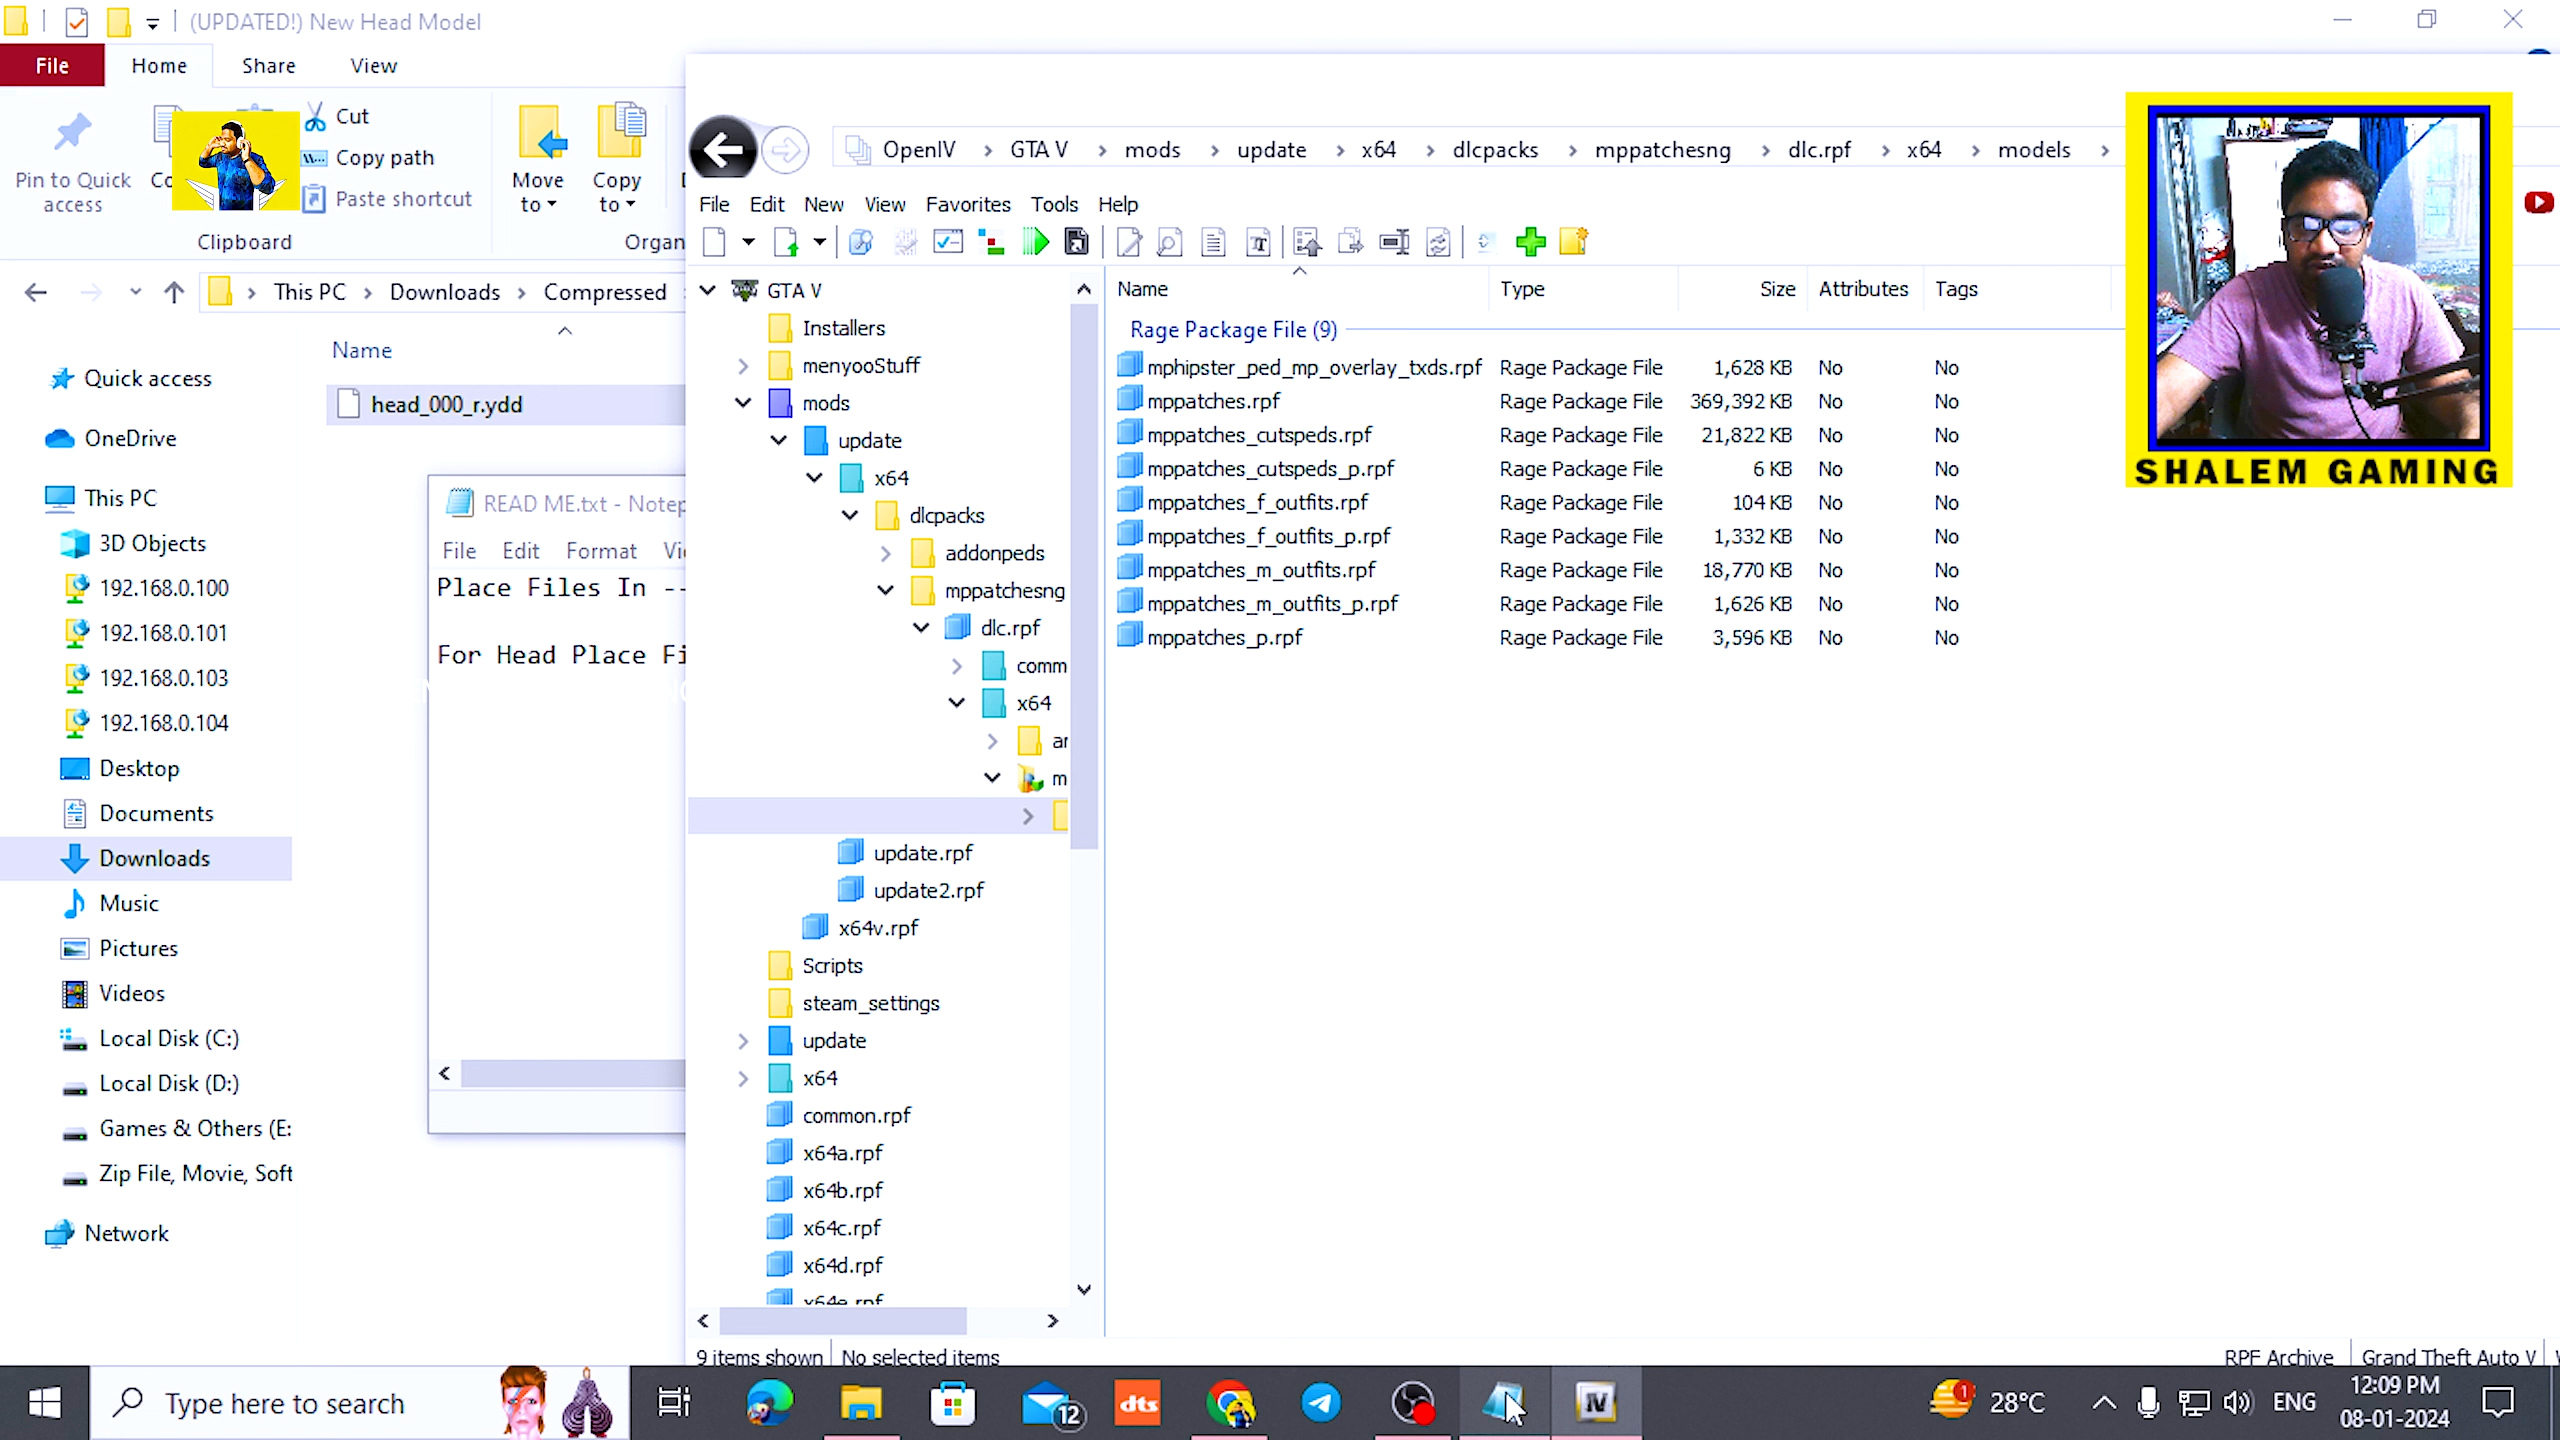 (UPDATED!) New Head Model
File Home Share View
Pin to Quick access
Cut
Copy path
Paste shortcut
Move to
Copy to
Clipboard
Organ
This PC > Downloads > Compressed
Name
head_000_r.ydd
Quick access
OneDrive
This PC
3D Objects
192.168.0.100
192.168.0.101
192.168.0.103
192.168.0.104
Desktop
Documents
Downloads
Music
Pictures
Videos
Local Disk (C:)
Local Disk (D:)
Games & Others (E:
Zip File, Movie, Soft
Network
READ ME.txt - Notep
File Edit Format
Place Files In --
For Head Place Fi
OpenIV > GTA V > mods > update > x64 > dlcpacks > mppatchesng > dlc.rpf > x64 > models >
File Edit New View Favorites Tools Help
GTA V
Installers
menyooStuff
mods
update
x64
dlcpacks
addonpeds
mppatchesng
dlc.rpf
comm
x64
ar
m
update.rpf
update2.rpf
x64v.rpf
Scripts
steam_settings
update
x64
common.rpf
x64a.rpf
x64b.rpf
x64c.rpf
x64d.rpf
x64e.rpf
Name Type Size Attributes Tags
Rage Package File (9)
mphipster_ped_mp_overlay_txds.rpf Rage Package File 1,628 KB No No
mppatches.rpf Rage Package File 369,392 KB No No
mppatches_cutspeds.rpf Rage Package File 21,822 KB No No
mppatches_cutspeds_p.rpf Rage Package File 6 KB No No
mppatches_f_outfits.rpf Rage Package File 104 KB No No
mppatches_f_outfits_p.rpf Rage Package File 1,332 KB No No
mppatches_m_outfits.rpf Rage Package File 18,770 KB No No
mppatches_m_outfits_p.rpf Rage Package File 1,626 KB No No
mppatches_p.rpf Rage Package File 3,596 KB No No
SHALEM GAMING
9 items shown No selected items
RPF Archive Grand Theft Auto V
Type here to search
12
dts
IV
1
28°C
ENG
12:09 PM
08-01-2024